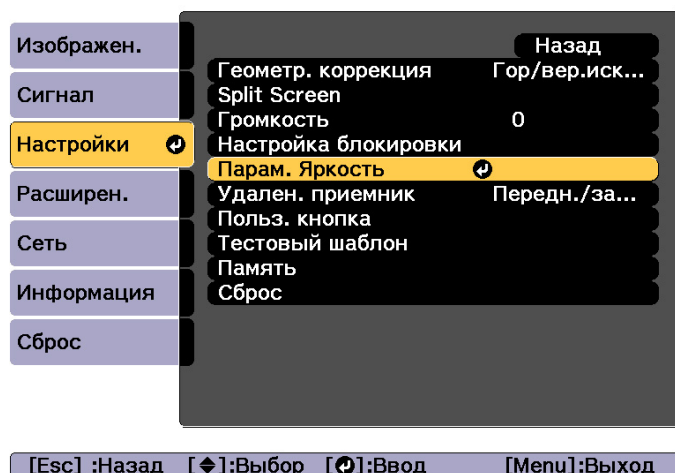 Изображен.
Сигнал
Настройки
Расширен.
Сеть
Информация
Сброс
Назад
Геометр. коррекция Гор/вер.иск...
Split Screen
Громкость 0
Настройка блокировки
Парам. Яркость
Удален. приемник Передн./за...
Польз. кнопка
Тестовый шаблон
Память
Сброс
[Esc] :Назад [◆]:Выбор [⏎]:Ввод [Menu]:Выход